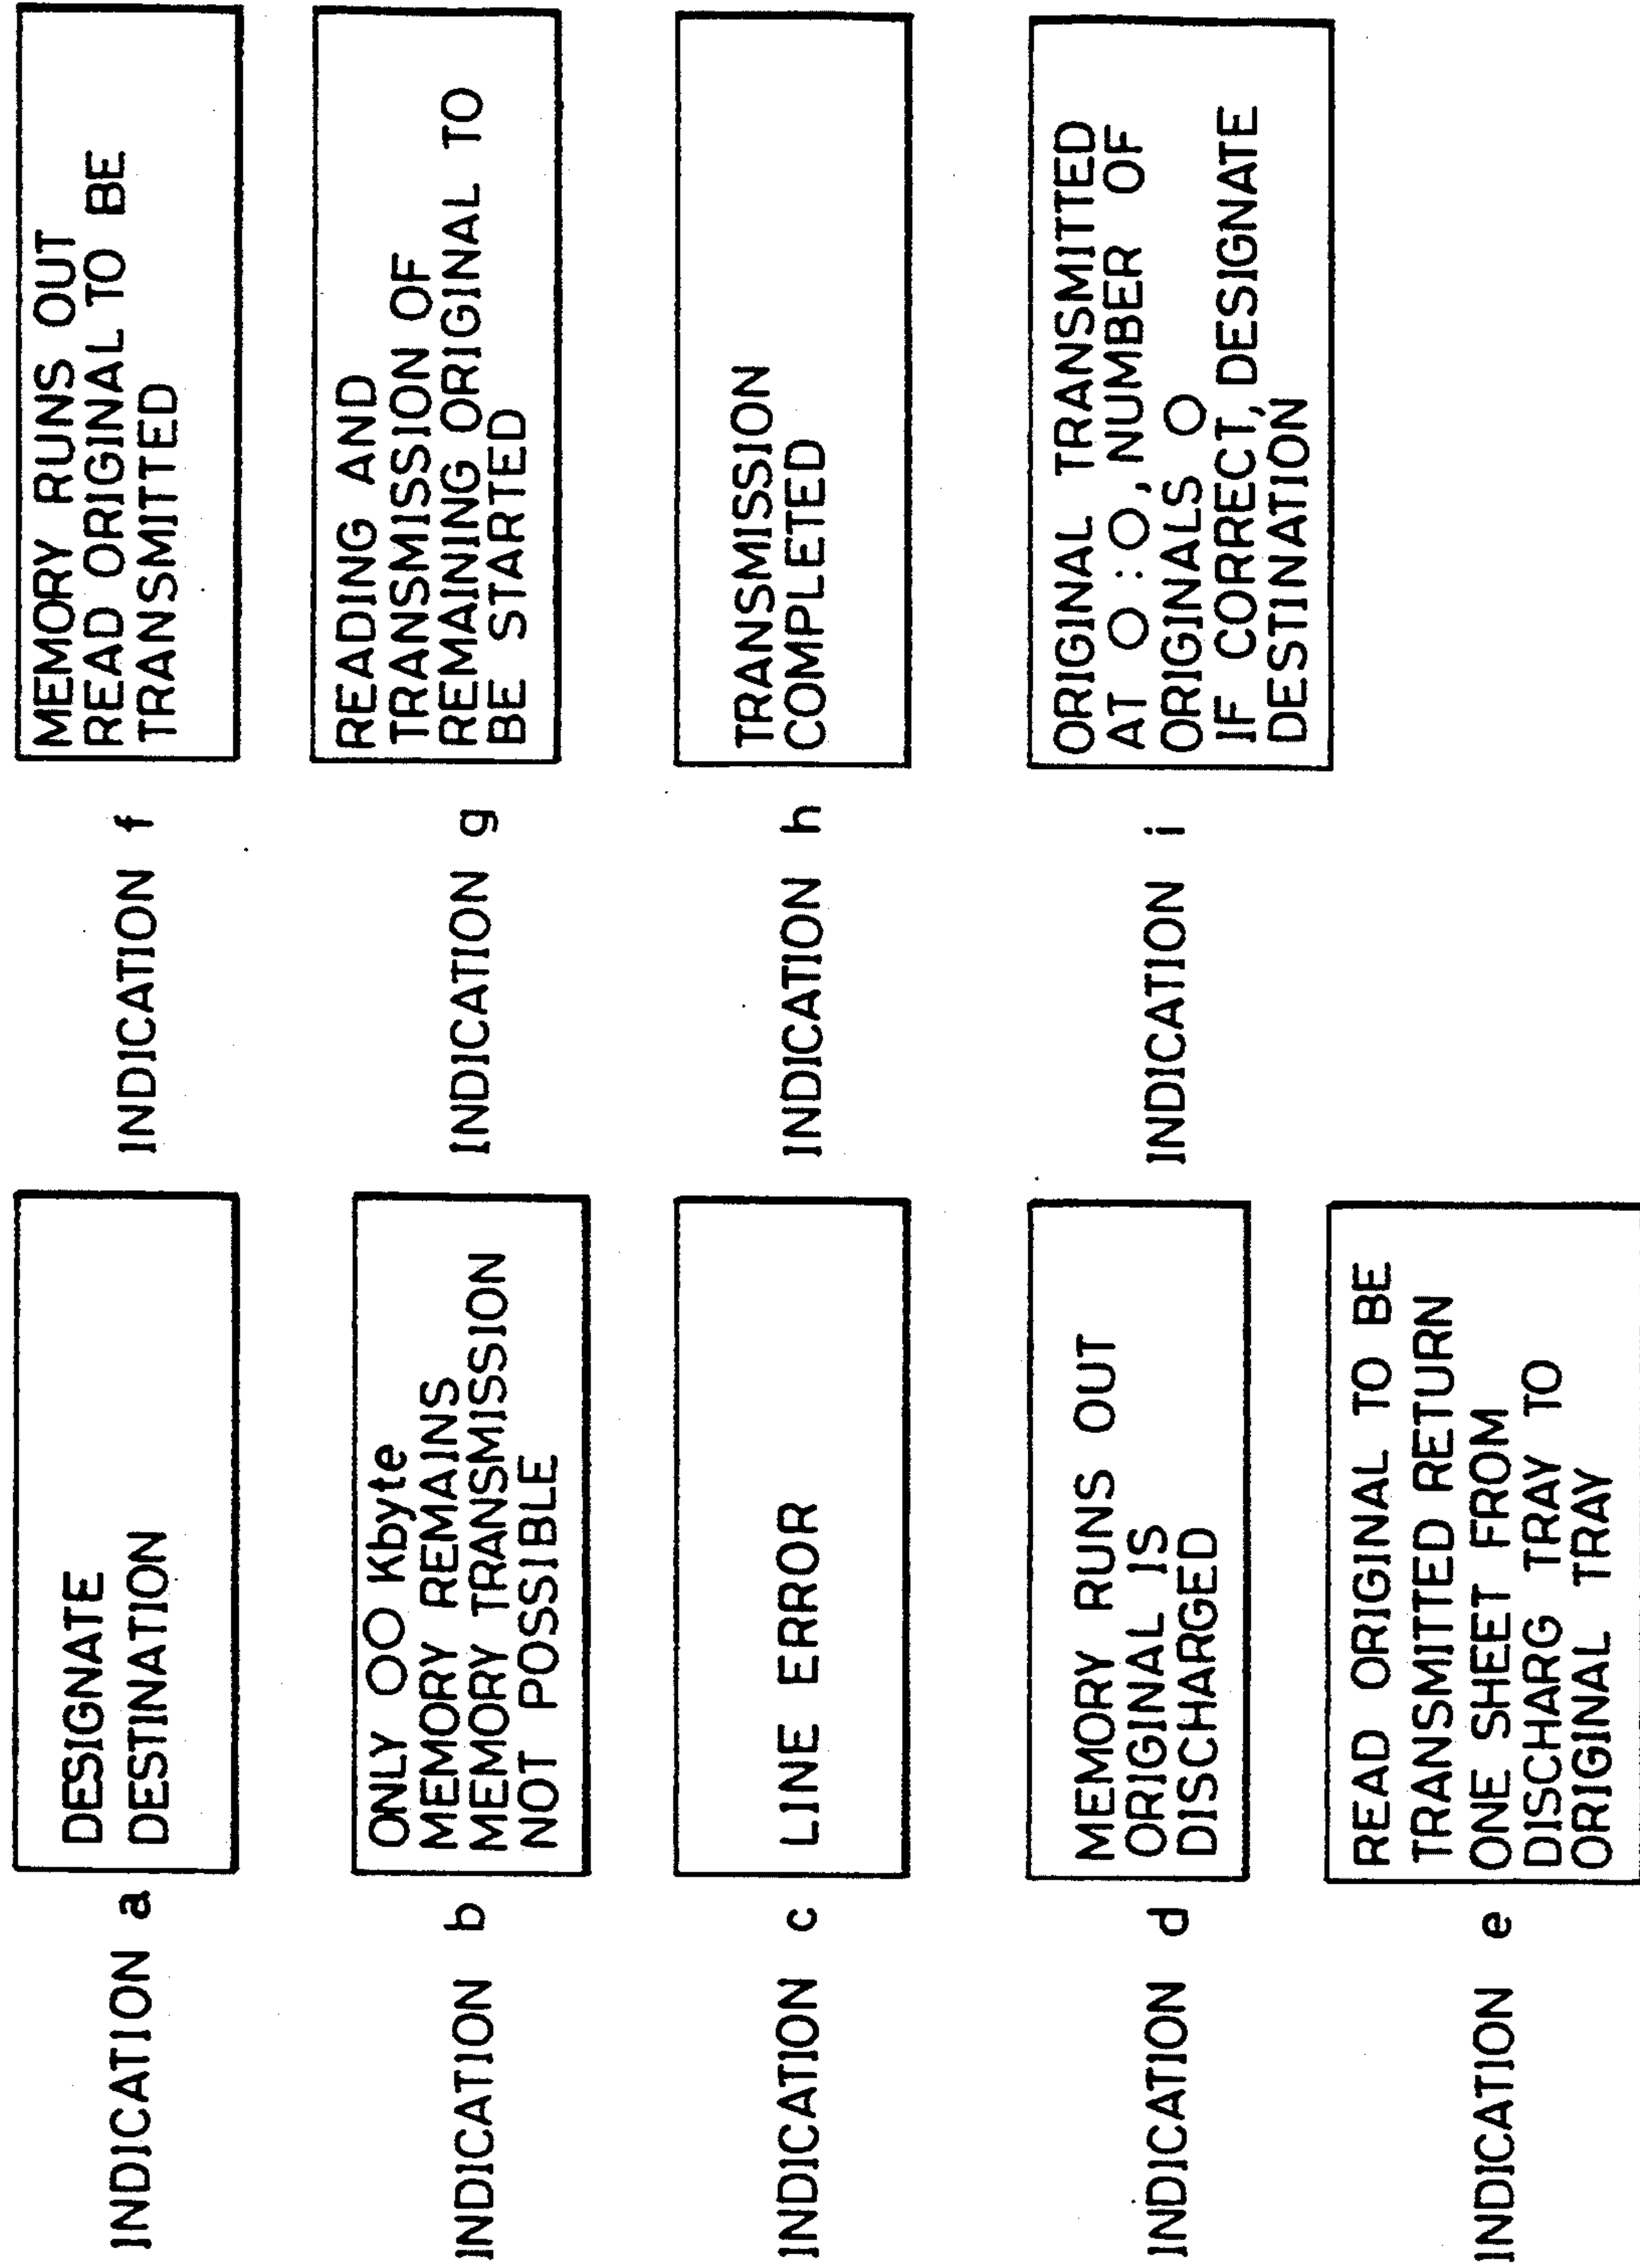 INDICATION a
DESIGNATE
DESTINATION
INDICATION b
ONLY ○○ Kbyte
MEMORY REMAINS
MEMORY TRANSMISSION
NOT POSSIBLE
INDICATION c
LINE ERROR
INDICATION d
MEMORY RUNS OUT
ORIGINAL IS
DISCHARGED
INDICATION e
READ ORIGINAL TO BE
TRANSMITTED RETURN
ONE SHEET FROM
DISCHARG TRAY TO
ORIGINAL TRAY
INDICATION f
MEMORY RUNS OUT
READ ORIGINAL TO BE
TRANSMITTED
INDICATION g
READING AND
TRANSMISSION OF
REMAINING ORIGINAL TO
BE STARTED
INDICATION h
TRANSMISSION
COMPLETED
INDICATION i
ORIGINAL TRANSMITTED
AT ○:○, NUMBER OF
ORIGINALS ○
IF CORRECT, DESIGNATE
DESTINATION